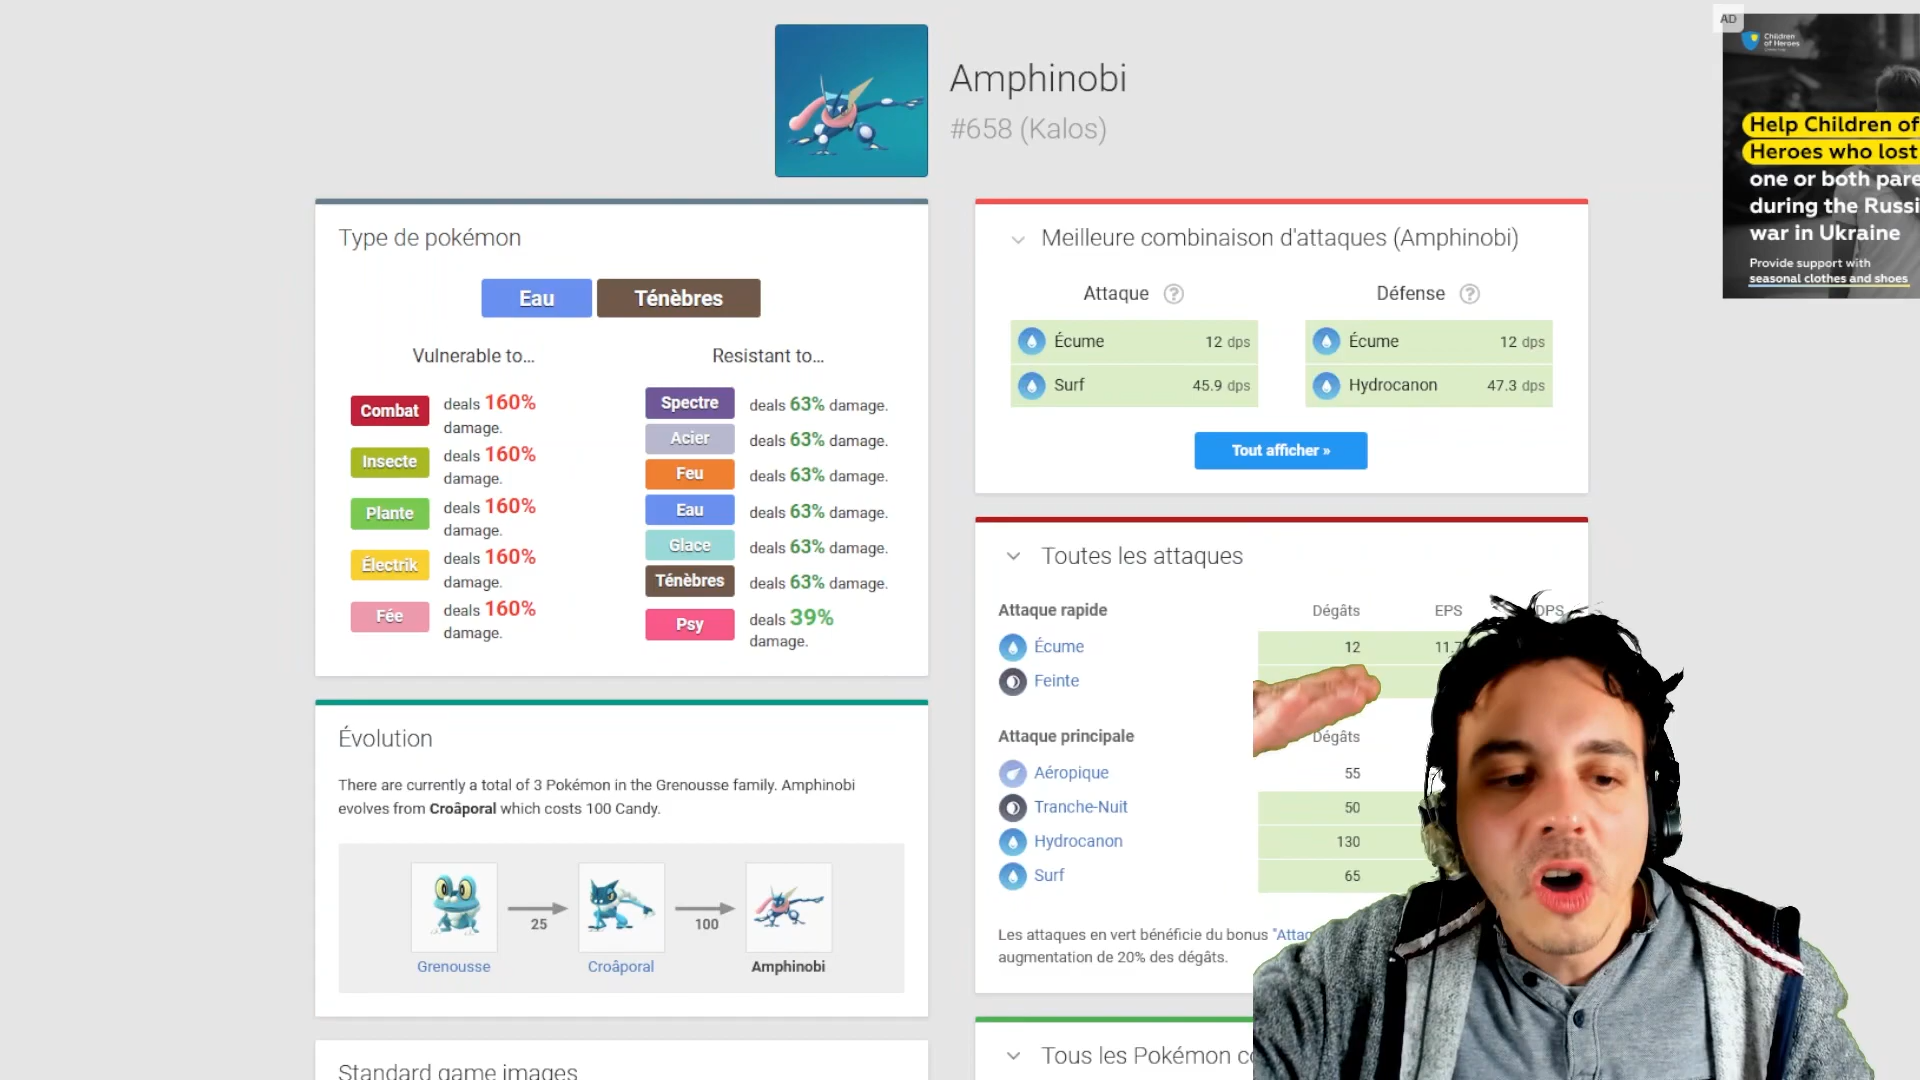 Amphinobi
#658 (Kalos)
AD
Children
of Heroes
Help Children of
Heroes who lost
one or both pare
during the Russi
war in Ukraine
Provide support with
seasonal clothes and shoes
Type de pokémon
Eau Ténèbres
Vulnerable to...
Combat deals 160%
damage.
Insecte deals 160%
damage.
Plante deals 160%
damage.
Électrik deals 160%
damage.
Fée deals 160%
damage.
Resistant to...
Spectre deals 63% damage.
Acier deals 63% damage.
Feu deals 63% damage.
Eau deals 63% damage.
Glace deals 63% damage.
Ténèbres deals 63% damage.
Psy deals 39%
damage.
Évolution
There are currently a total of 3 Pokémon in the Grenousse family. Amphinobi
evolves from Croâporal which costs 100 Candy.
25 100
Grenousse Croâporal Amphinobi
Standard game images
Meilleure combinaison d'attaques (Amphinobi)
Attaque ? Défense ?
Écume 12 dps Écume 12 dps
Surf 45.9 dps Hydrocanon 47.3 dps
Tout afficher »
Toutes les attaques
Attaque rapide Dégâts EPS DPS
Écume 12 11.7
Feinte
Attaque principale Dégâts
Aéropique 55
Tranche-Nuit 50
Hydrocanon 130
Surf 65
Les attaques en vert bénéficie du bonus "Attaq
augmentation de 20% des dégâts.
Tous les Pokémon co